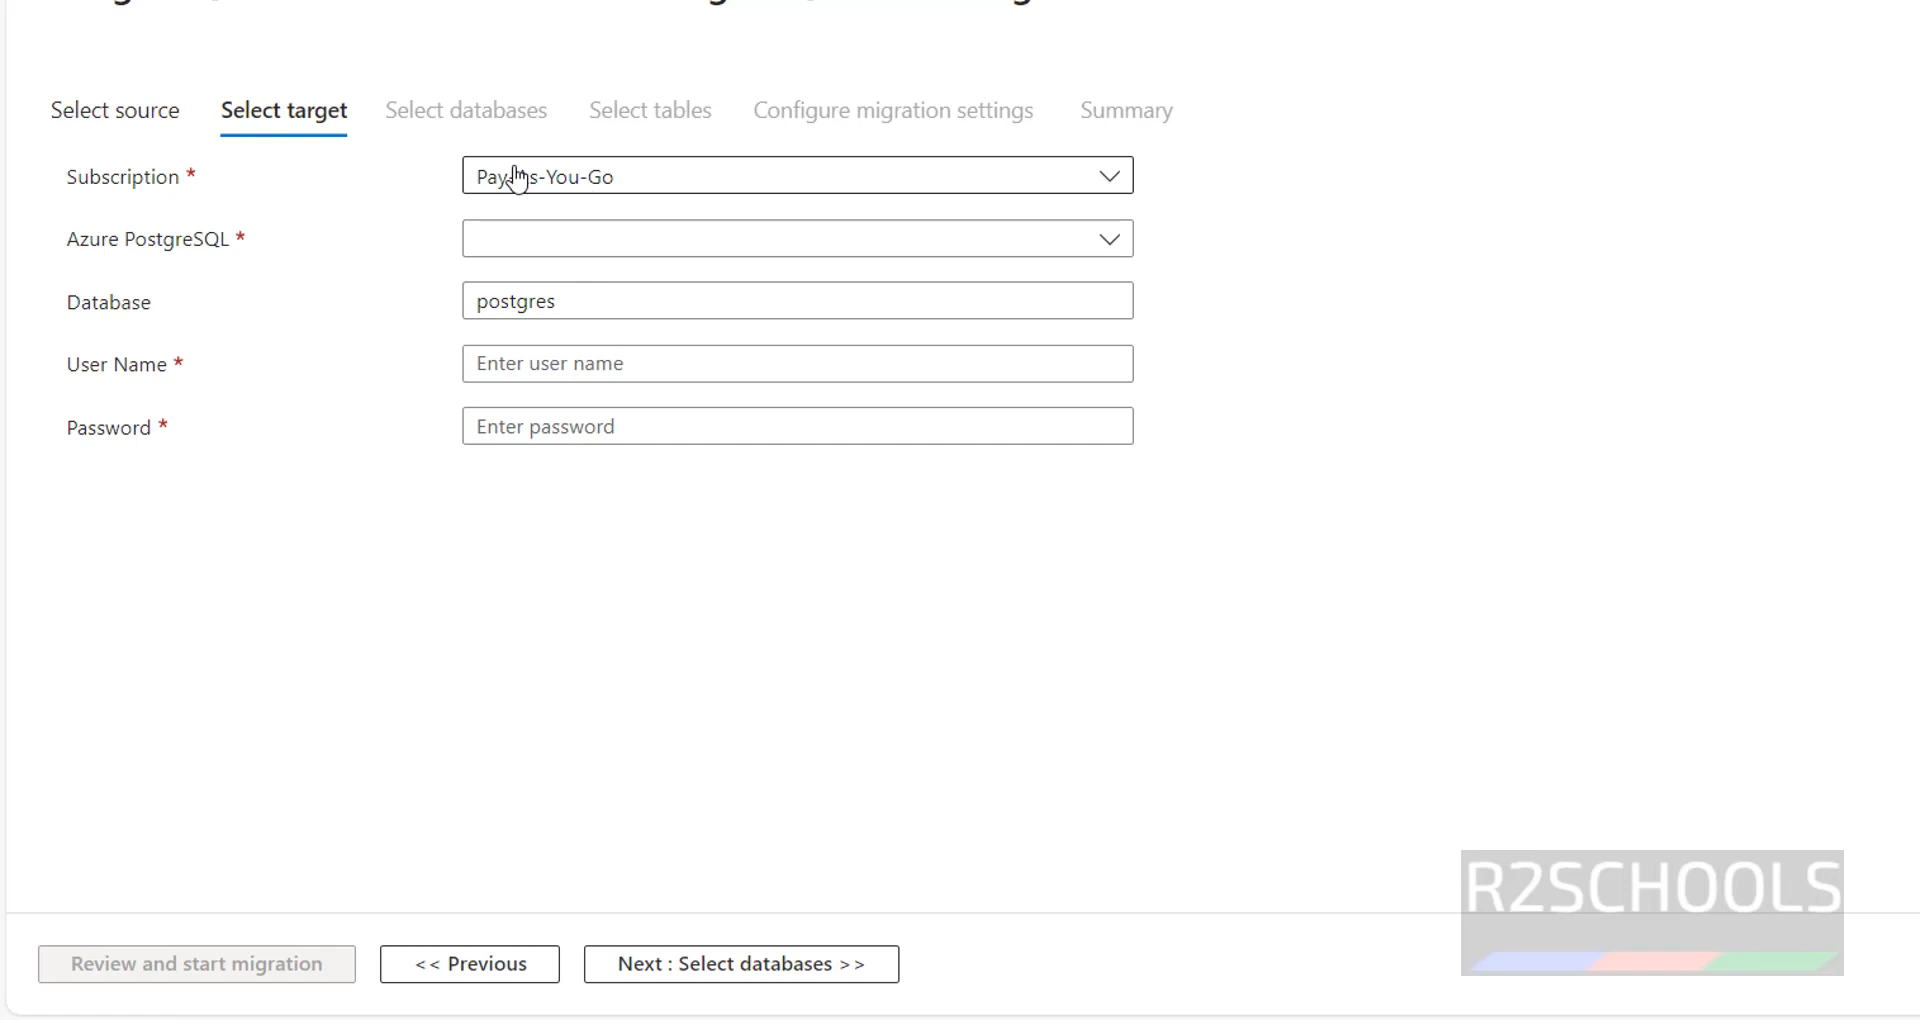 Select source Select target Select databases Select tables Configure migration settings Summary
Subscription * Pay-As-You-Go
Azure PostgreSQL *
Database postgres
User Name * Enter user name
Password * Enter password
R2SCHOOLS
Review and start migration << Previous Next : Select databases >>